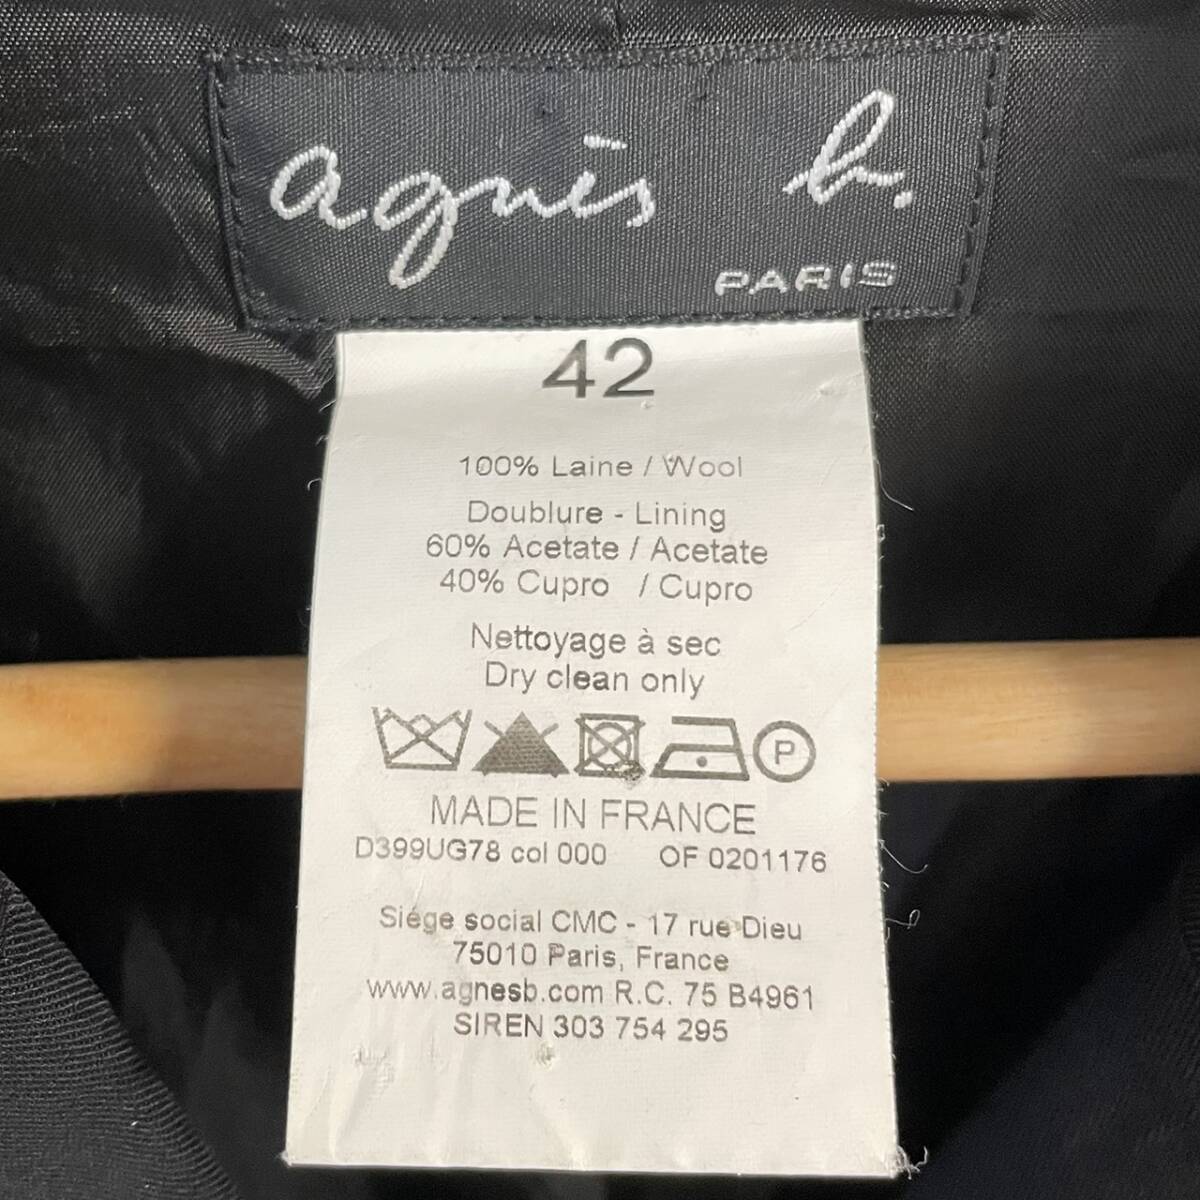 agnès b.
PARIS
42
100% Laine / Wool
Doublure - Lining
60% Acetate / Acetate
40% Cupro / Cupro
Nettoyage à sec
Dry clean only
P
MADE IN FRANCE
D399UG78 col 000 OF 0201176
Siége social CMC - 17 rue Dieu
75010 Paris, France
www.agnesb.com R.C. 75 B4961
SIREN 303 754 295